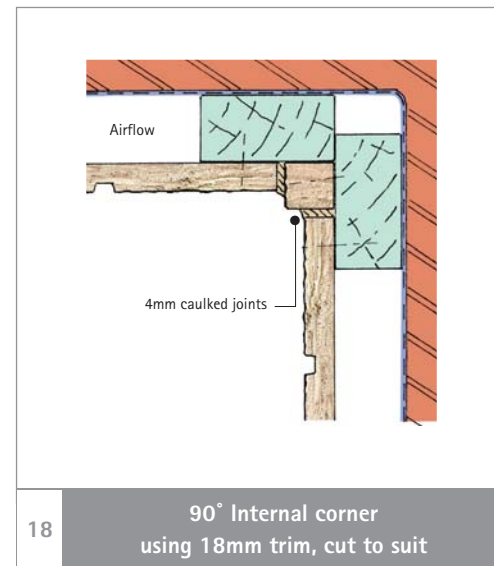 Airflow
4mm caulked joints
18
90° Internal corner
using 18mm trim, cut to suit